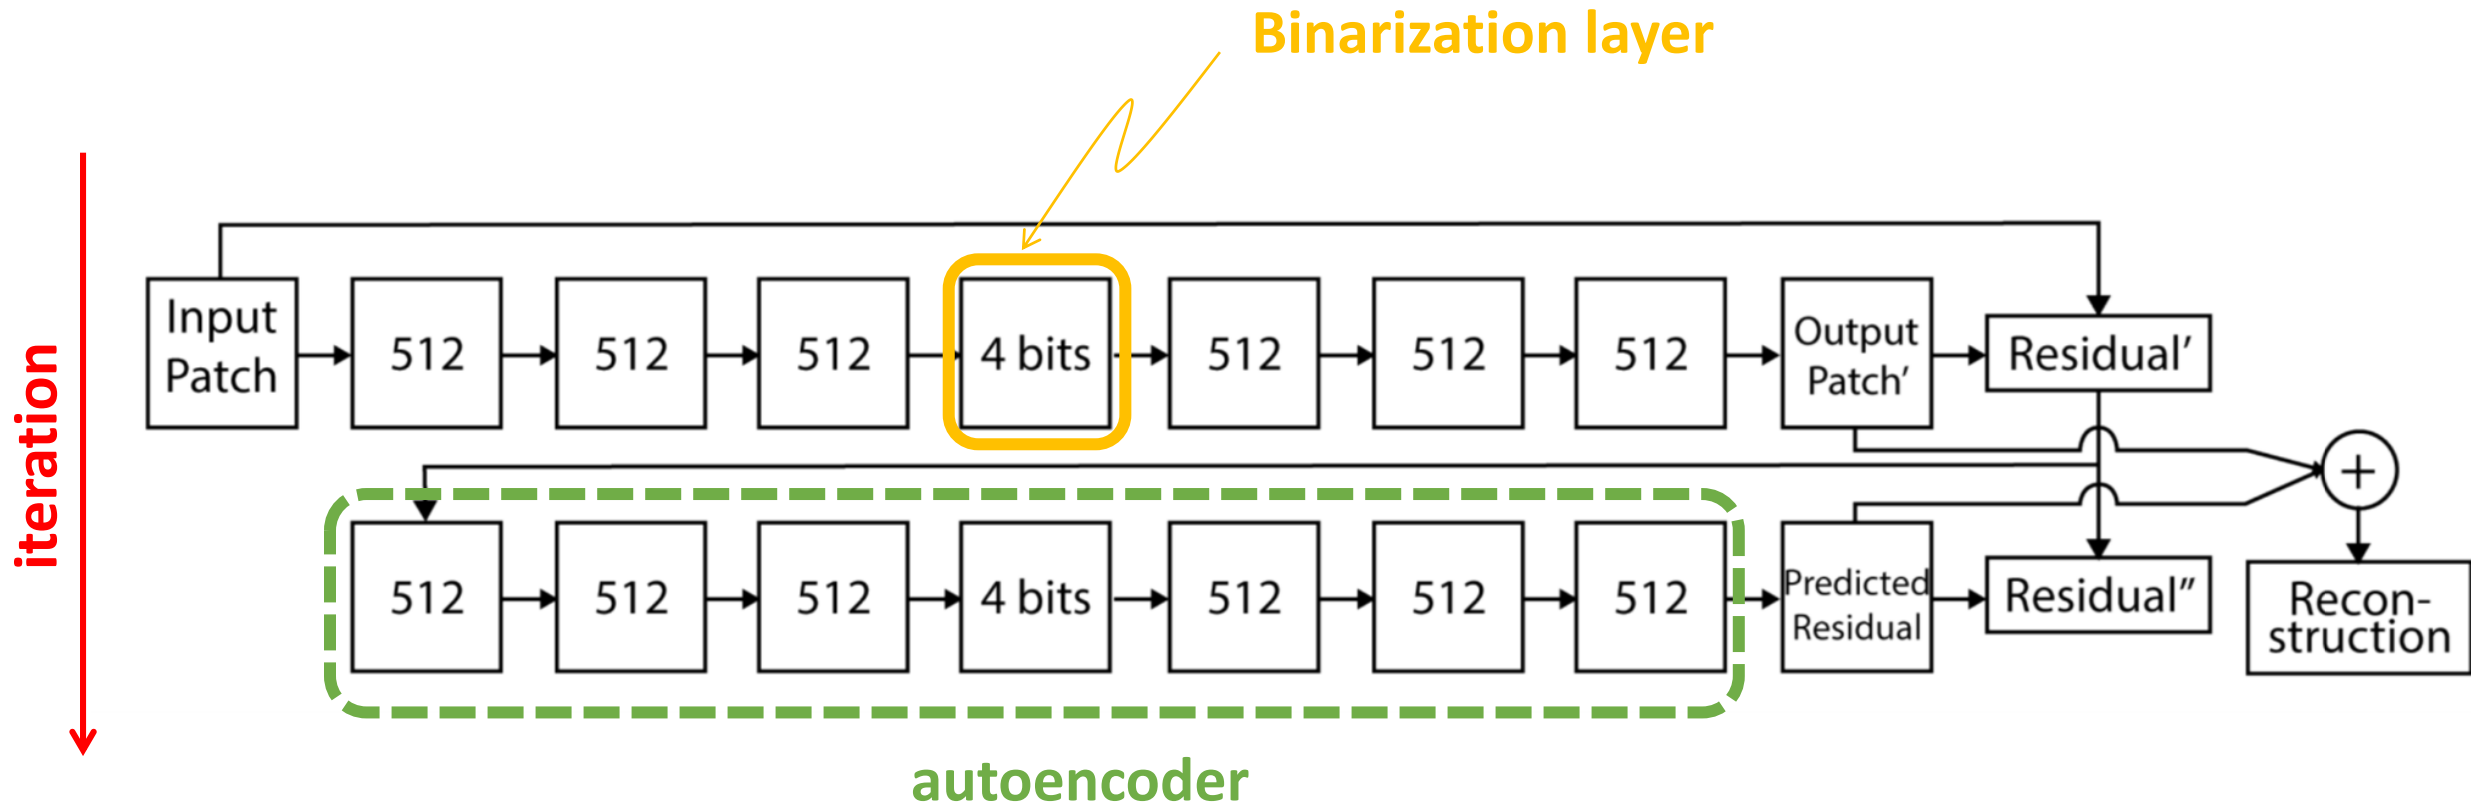 Binarization layer
iteration
Input
Patch
512
512
512
4 bits
512
512
512
Output
Patch'
Residual'
+
512
512
512
4 bits
512
512
512
Predicted
Residual
Residual"
Recon-
struction
autoencoder